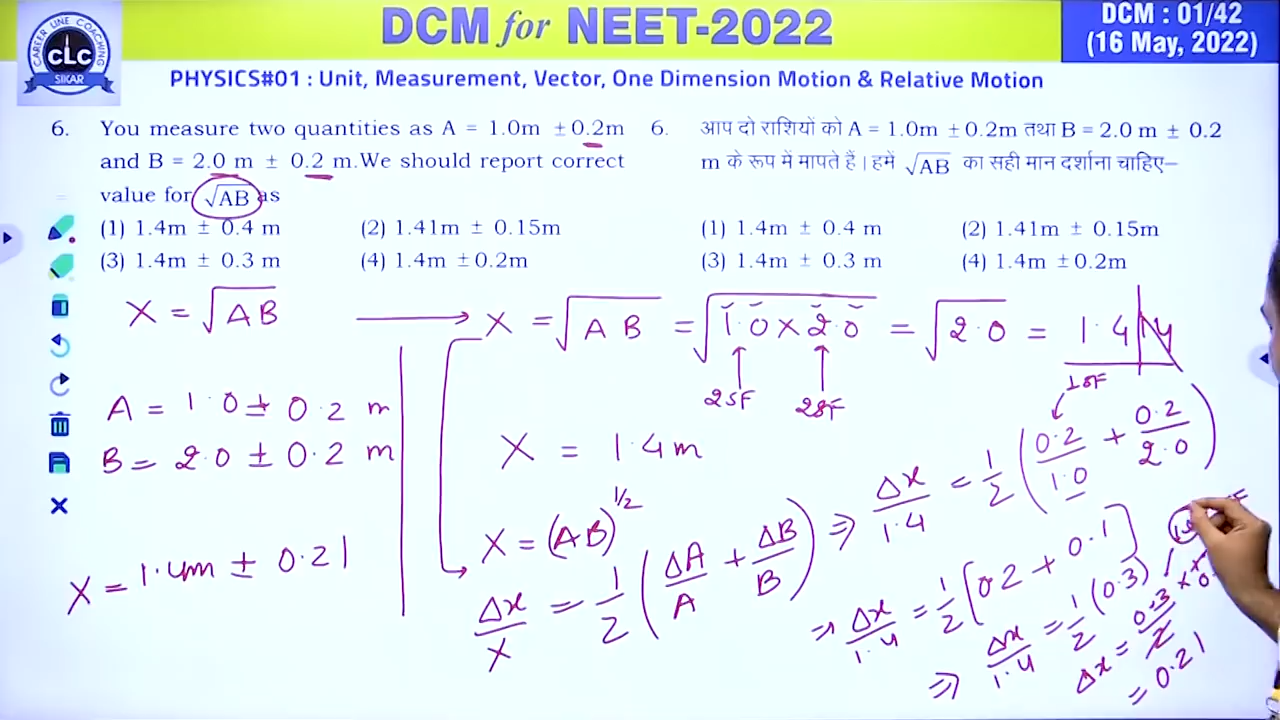 CAREER LINE COACHING
CLC
SIKAR
DCM for NEET-2022
DCM : 01/42
(16 May, 2022)
PHYSICS#01 : Unit, Measurement, Vector, One Dimension Motion & Relative Motion
6. You measure two quantities as A = 1.0m ± 0.2m
and B = 2.0 m ± 0.2 m.We should report correct
value for √AB as
(1) 1.4m ± 0.4 m (2) 1.41m ± 0.15m
(3) 1.4m ± 0.3 m (4) 1.4m ± 0.2m
6. आप दो राशियों को A = 1.0m ± 0.2m तथा B = 2.0 m ± 0.2
m के रूप में मापते हैं। हमें √AB का सही मान दर्शाना चाहिए–
(1) 1.4m ± 0.4 m (2) 1.41m ± 0.15m
(3) 1.4m ± 0.3 m (4) 1.4m ± 0.2m
X = √AB
A = 1.0 ± 0.2 m
B = 2.0 ± 0.2 m
X = 1.4m ± 0.21
X = √AB = √1.0 x 2.0 = √2.0 = 1.414
2SF 2SF
X = 1.4m
X = (AB)^1/2
Δx/X = 1/2 (ΔA/A + ΔB/B)
1SF
⇒ Δx/1.4 = 1/2 (0.2/1.0 + 0.2/2.0)
⇒ Δx/1.4 = 1/2 [0.2 + 0.1]
⇒ Δx/1.4 = 1/2 (0.3)
Δx = 0.3/2 x
= 0.21